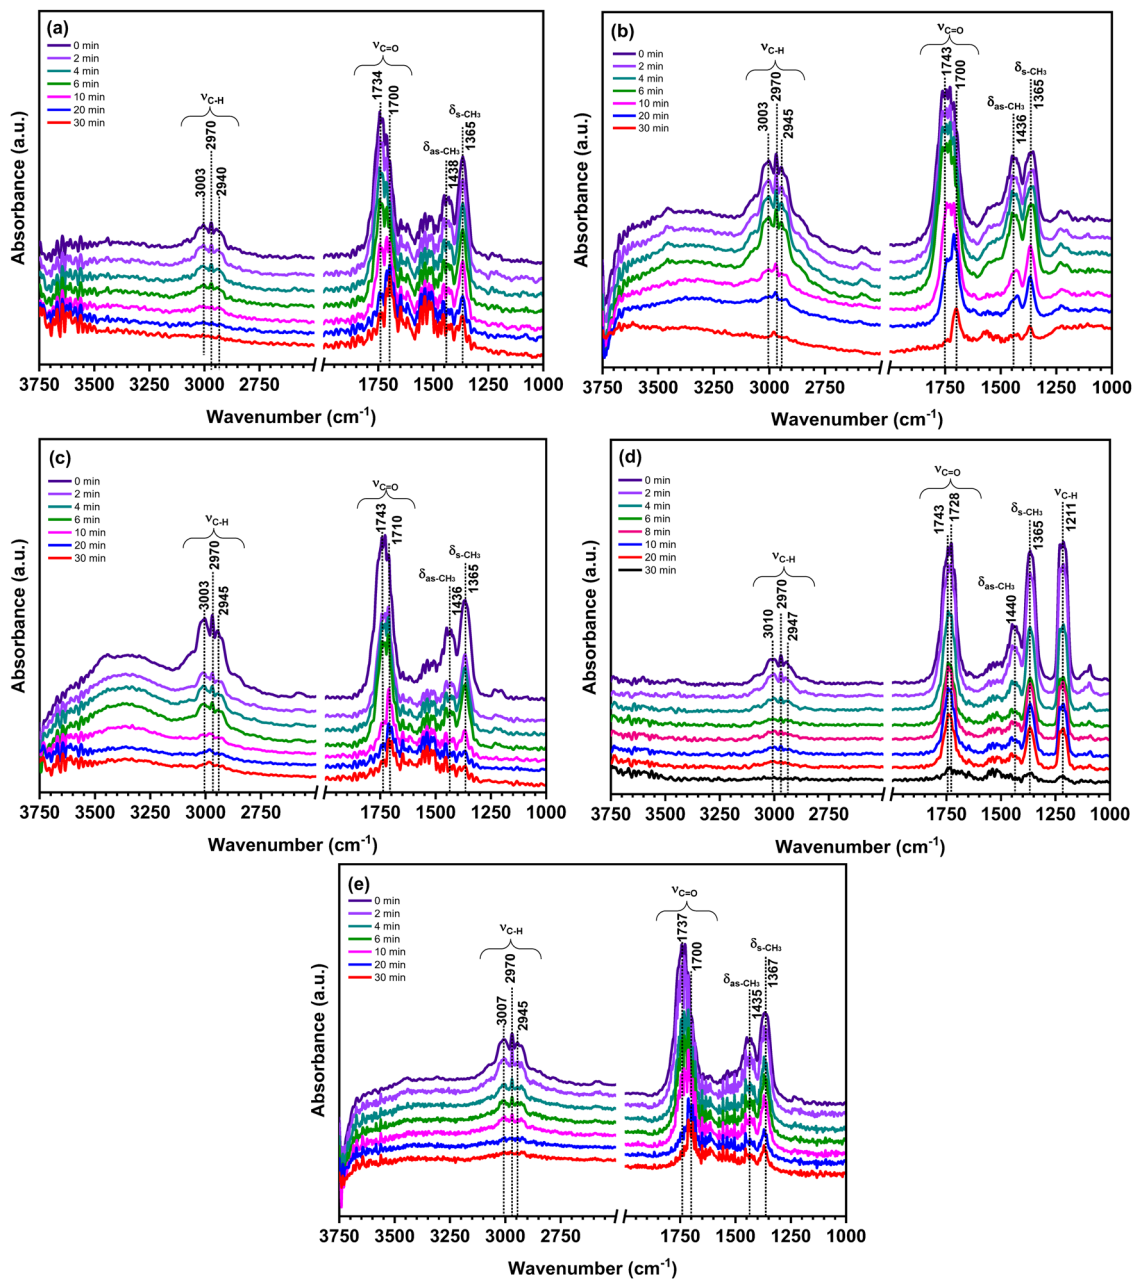 (a)
0 min
2 min
4 min
6 min
10 min
20 min
30 min
νC-H
3003
2970
2940
νC=O
1734
1700
δas-CH3
1438
δs-CH3
1365
Absorbance (a.u.)
3750 3500 3250 3000 2750 1750 1500 1250 1000
Wavenumber (cm-1)
(b)
0 min
2 min
4 min
6 min
10 min
20 min
30 min
νC-H
3003
2970
2945
νC=O
1743
1700
δas-CH3
1436
δs-CH3
1365
Absorbance (a.u.)
3750 3500 3250 3000 2750 1750 1500 1250 1000
Wavenumber (cm-1)
(c)
0 min
2 min
4 min
6 min
10 min
20 min
30 min
νC-H
3003
2970
2945
νC=O
1743
1710
δas-CH3
1436
δs-CH3
1365
Absorbance (a.u.)
3750 3500 3250 3000 2750 1750 1500 1250 1000
Wavenumber (cm-1)
(d)
0 min
2 min
4 min
6 min
8 min
10 min
20 min
30 min
νC-H
3010
2970
2947
νC=O
1743
1728
δas-CH3
1440
δs-CH3
1365
νC-H
1211
Absorbance (a.u.)
3750 3500 3250 3000 2750 1750 1500 1250 1000
Wavenumber (cm-1)
(e)
0 min
2 min
4 min
6 min
10 min
20 min
30 min
νC-H
3007
2970
2945
νC=O
1737
1700
δas-CH3
1435
δs-CH3
1367
Absorbance (a.u.)
3750 3500 3250 3000 2750 1750 1500 1250 1000
Wavenumber (cm-1)